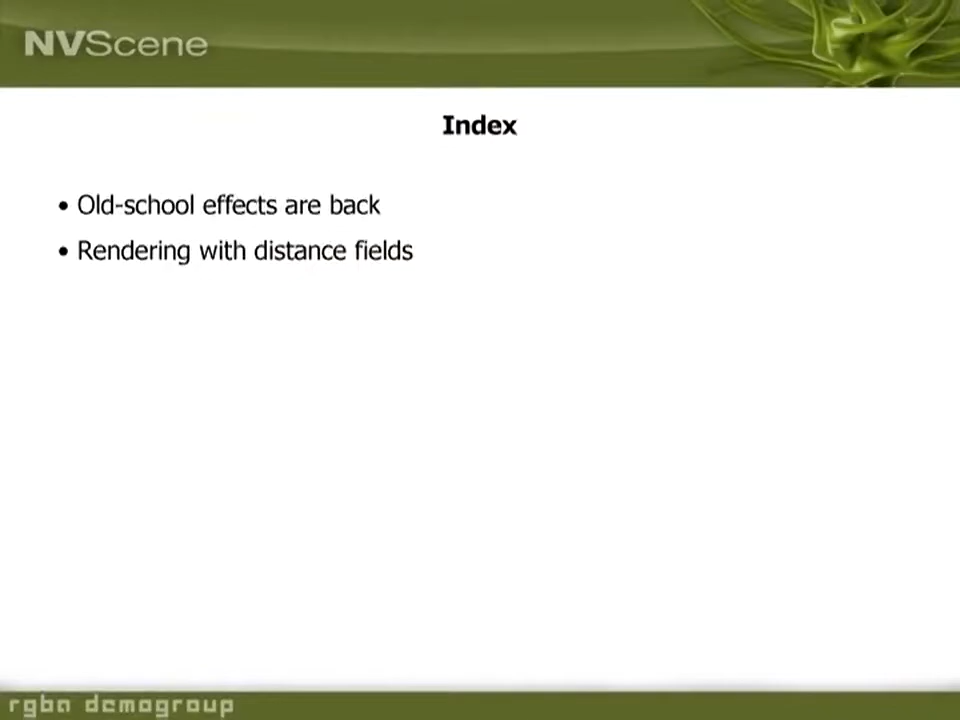 NVScene
Index
• Old-school effects are back
• Rendering with distance fields
rgba demogroup